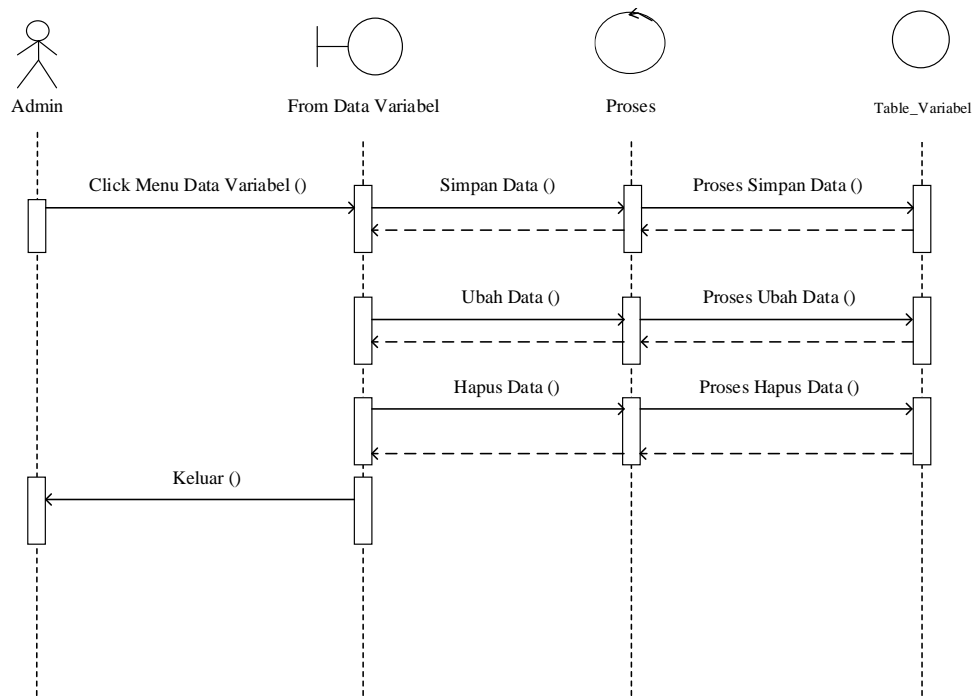 Admin
From Data Variabel
Proses
Table_Variabel
Click Menu Data Variabel ()
Simpan Data ()
Proses Simpan Data ()
Ubah Data ()
Proses Ubah Data ()
Hapus Data ()
Proses Hapus Data ()
Keluar ()